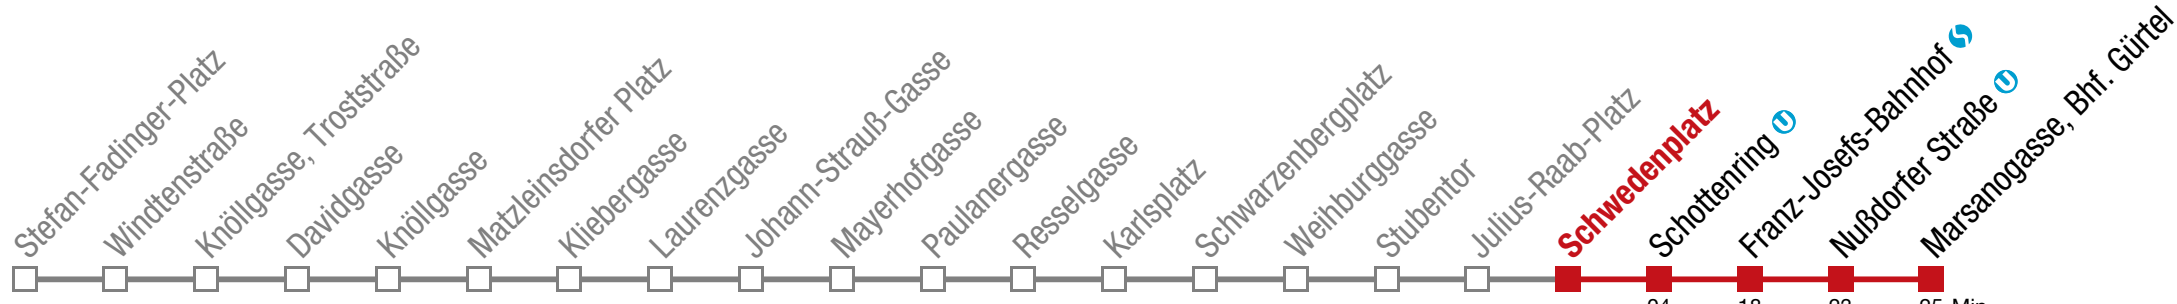 Stefan-Fadinger-Platz
Windtenstraße
Knöllgasse, Troststraße
Davidgasse
Knöllgasse
Matzleinsdorfer Platz
Kliebergasse
Laurenzgasse
Johann-Strauß-Gasse
Mayerhofgasse
Paulanergasse
Resselgasse
Karlsplatz
Schwarzenbergplatz
Weihburggasse
Stubentor
Julius-Raab-Platz
Schwedenplatz
Schottenring U
Franz-Josefs-Bahnhof S
Nußdorfer Straße U
Marsanogasse, Bhf. Gürtel